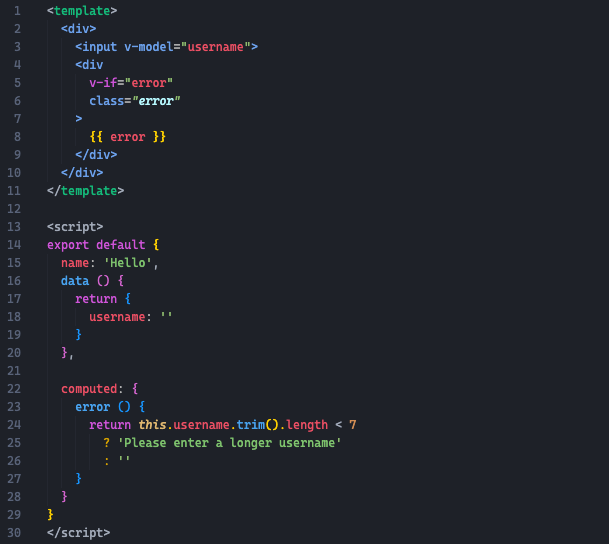 1 <template>
2   <div>
3     <input v-model="username">
4     <div
5       v-if="error"
6       class="error"
7     >
8       {{ error }}
9     </div>
10   </div>
11 </template>
12
13 <script>
14 export default {
15   name: 'Hello',
16   data () {
17     return {
18       username: ''
19     }
20   },
21
22   computed: {
23     error () {
24       return this.username.trim().length < 7
25         ? 'Please enter a longer username'
26         : ''
27     }
28   }
29 }
30 </script>